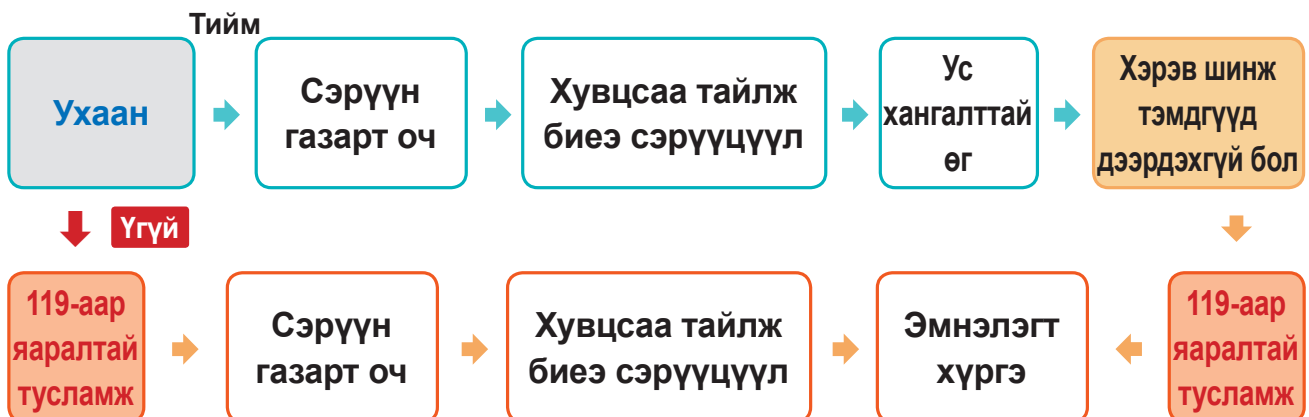 Тийм
Ухаан
Сэрүүн
газарт оч
Хувцсаа тайлж
биеэ сэрүүцүүл
Ус
хангалттай
өг
Хэрэв шинж
тэмдгүүд
дээрдэхгүй бол
Үгүй
119-аар
яаралтай
тусламж
Сэрүүн
газарт оч
Хувцсаа тайлж
биеэ сэрүүцүүл
Эмнэлэгт
хүргэ
119-аар
яаралтай
тусламж